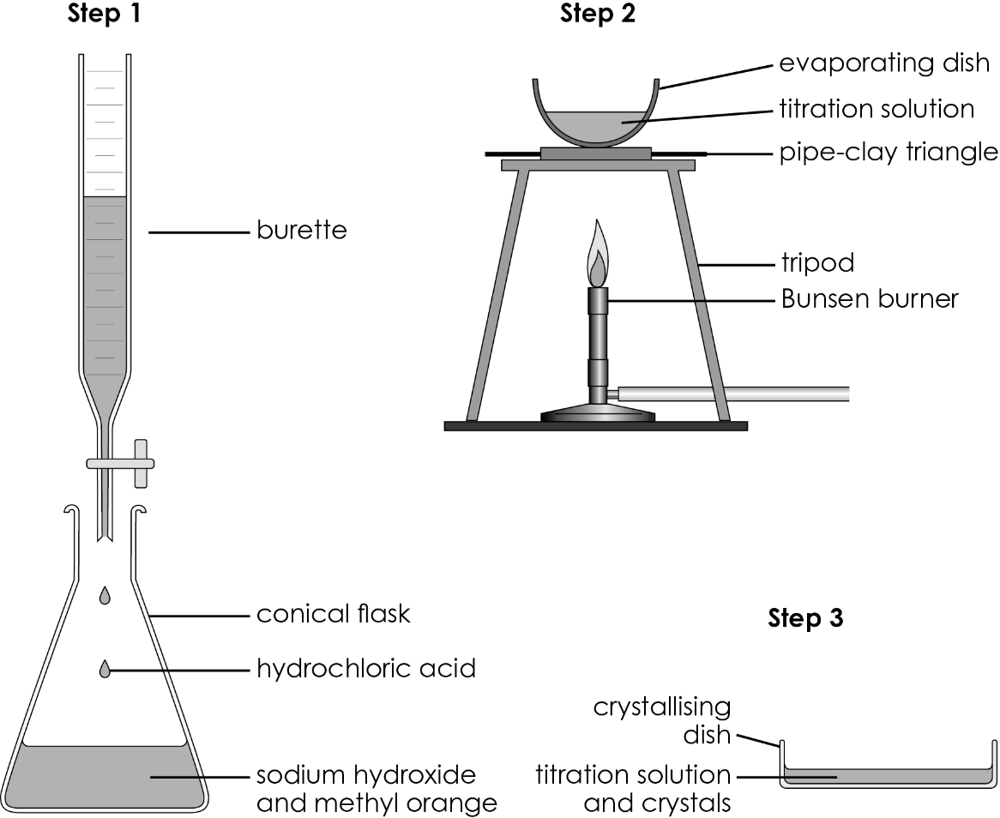 Step 1
burette
conical flask
hydrochloric acid
sodium hydroxide
and methyl orange
Step 2
evaporating dish
titration solution
pipe-clay triangle
tripod
Bunsen burner
Step 3
crystallising
dish
titration solution
and crystals